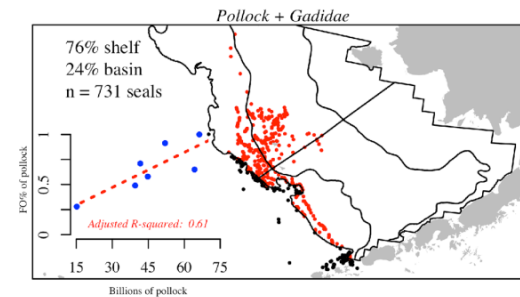 Pollock + Gadidae
76% shelf
24% basin
n = 731 seals
1
0.5
0
FO% of pollock
Adjusted R-squared: 0.61
15 30 45 60 75
Billions of pollock